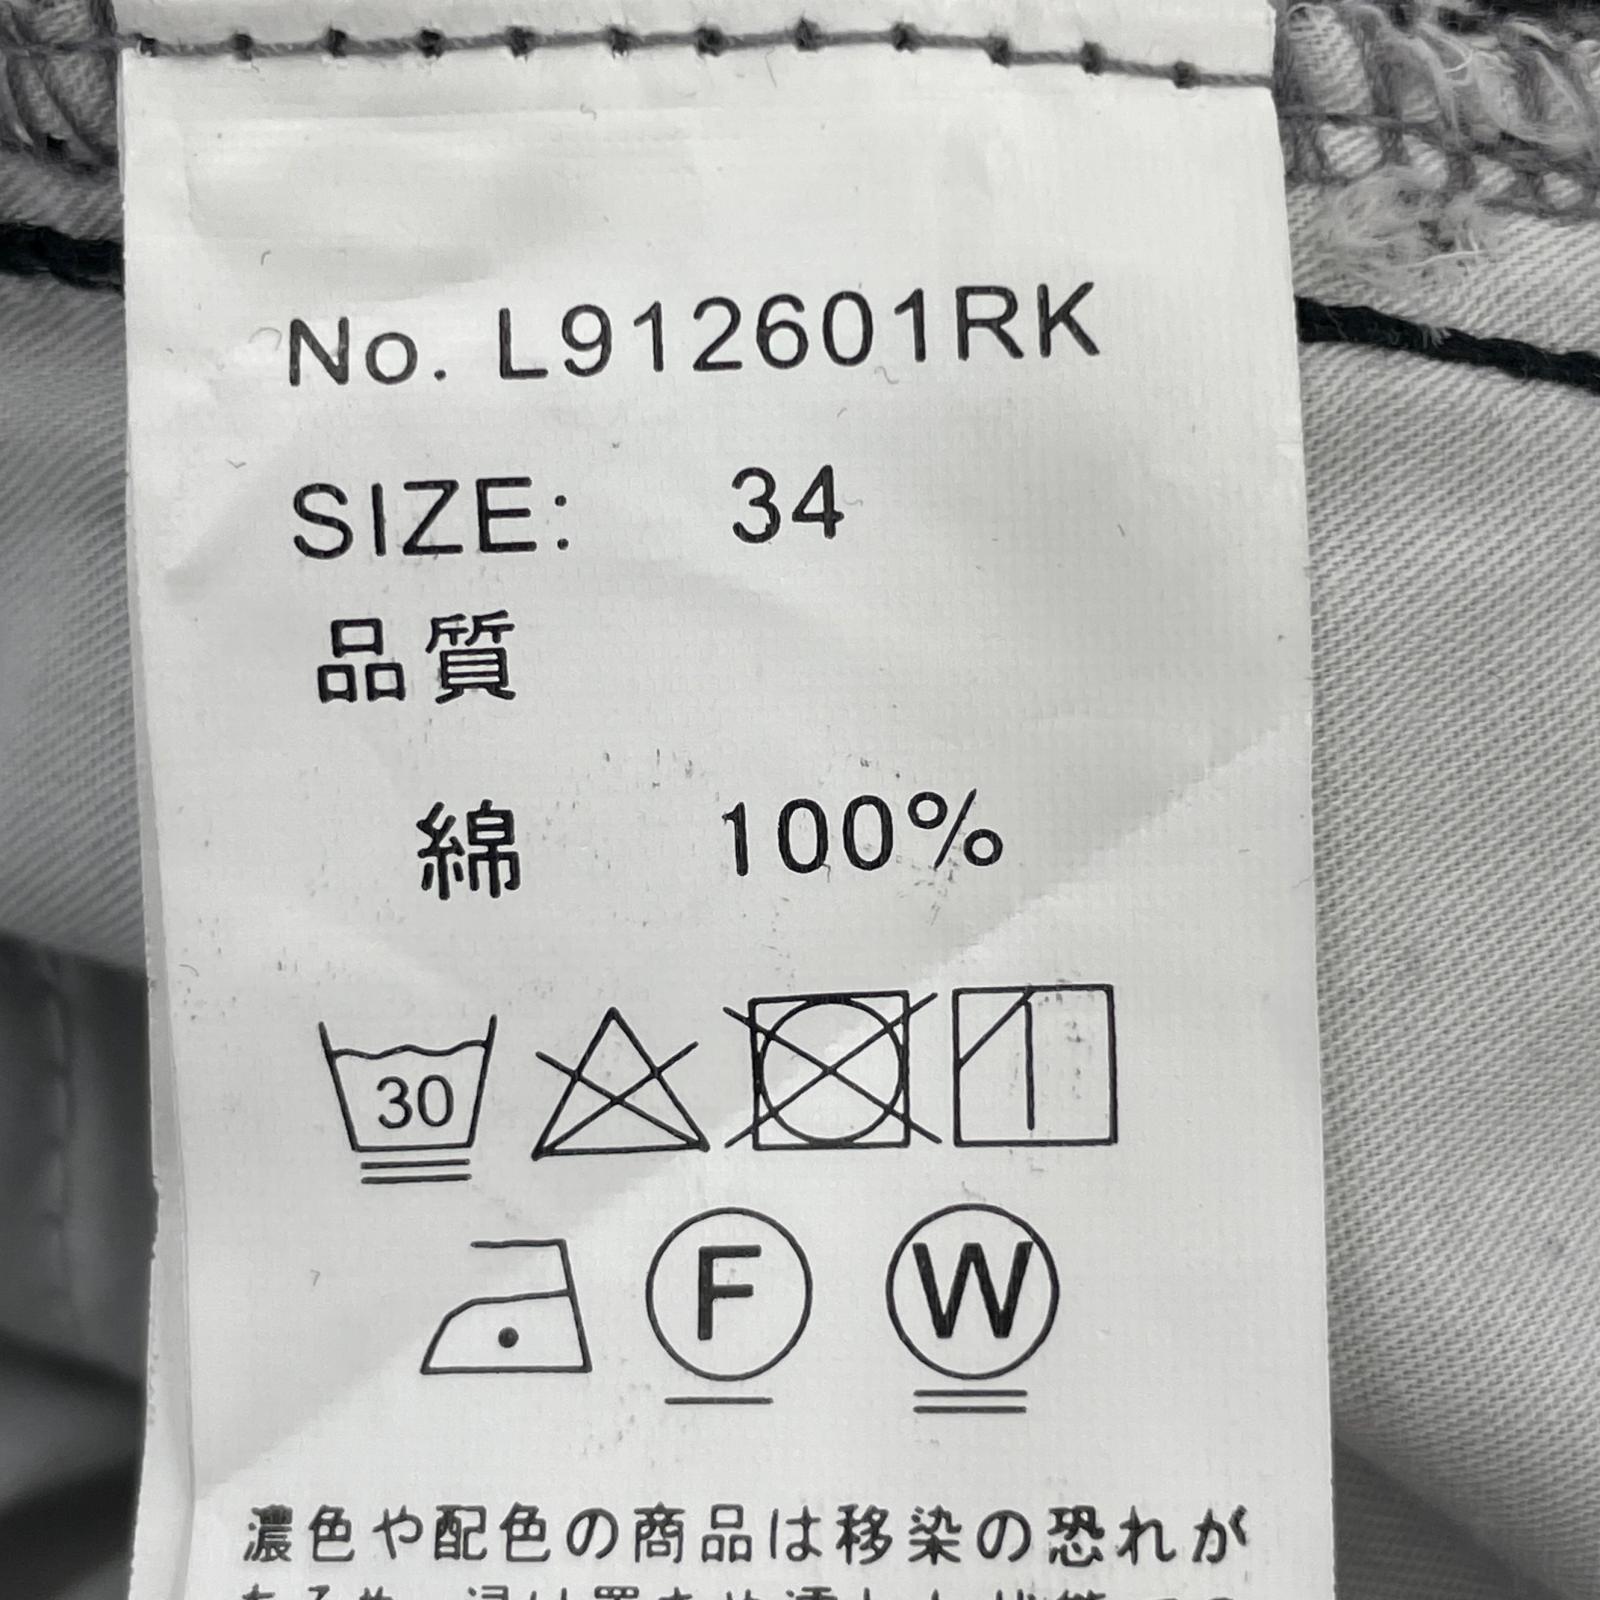 No. L912601RK
SIZE: 34
品質
綿 100%
30
F W
濃色や配色の商品は移染の恐れが